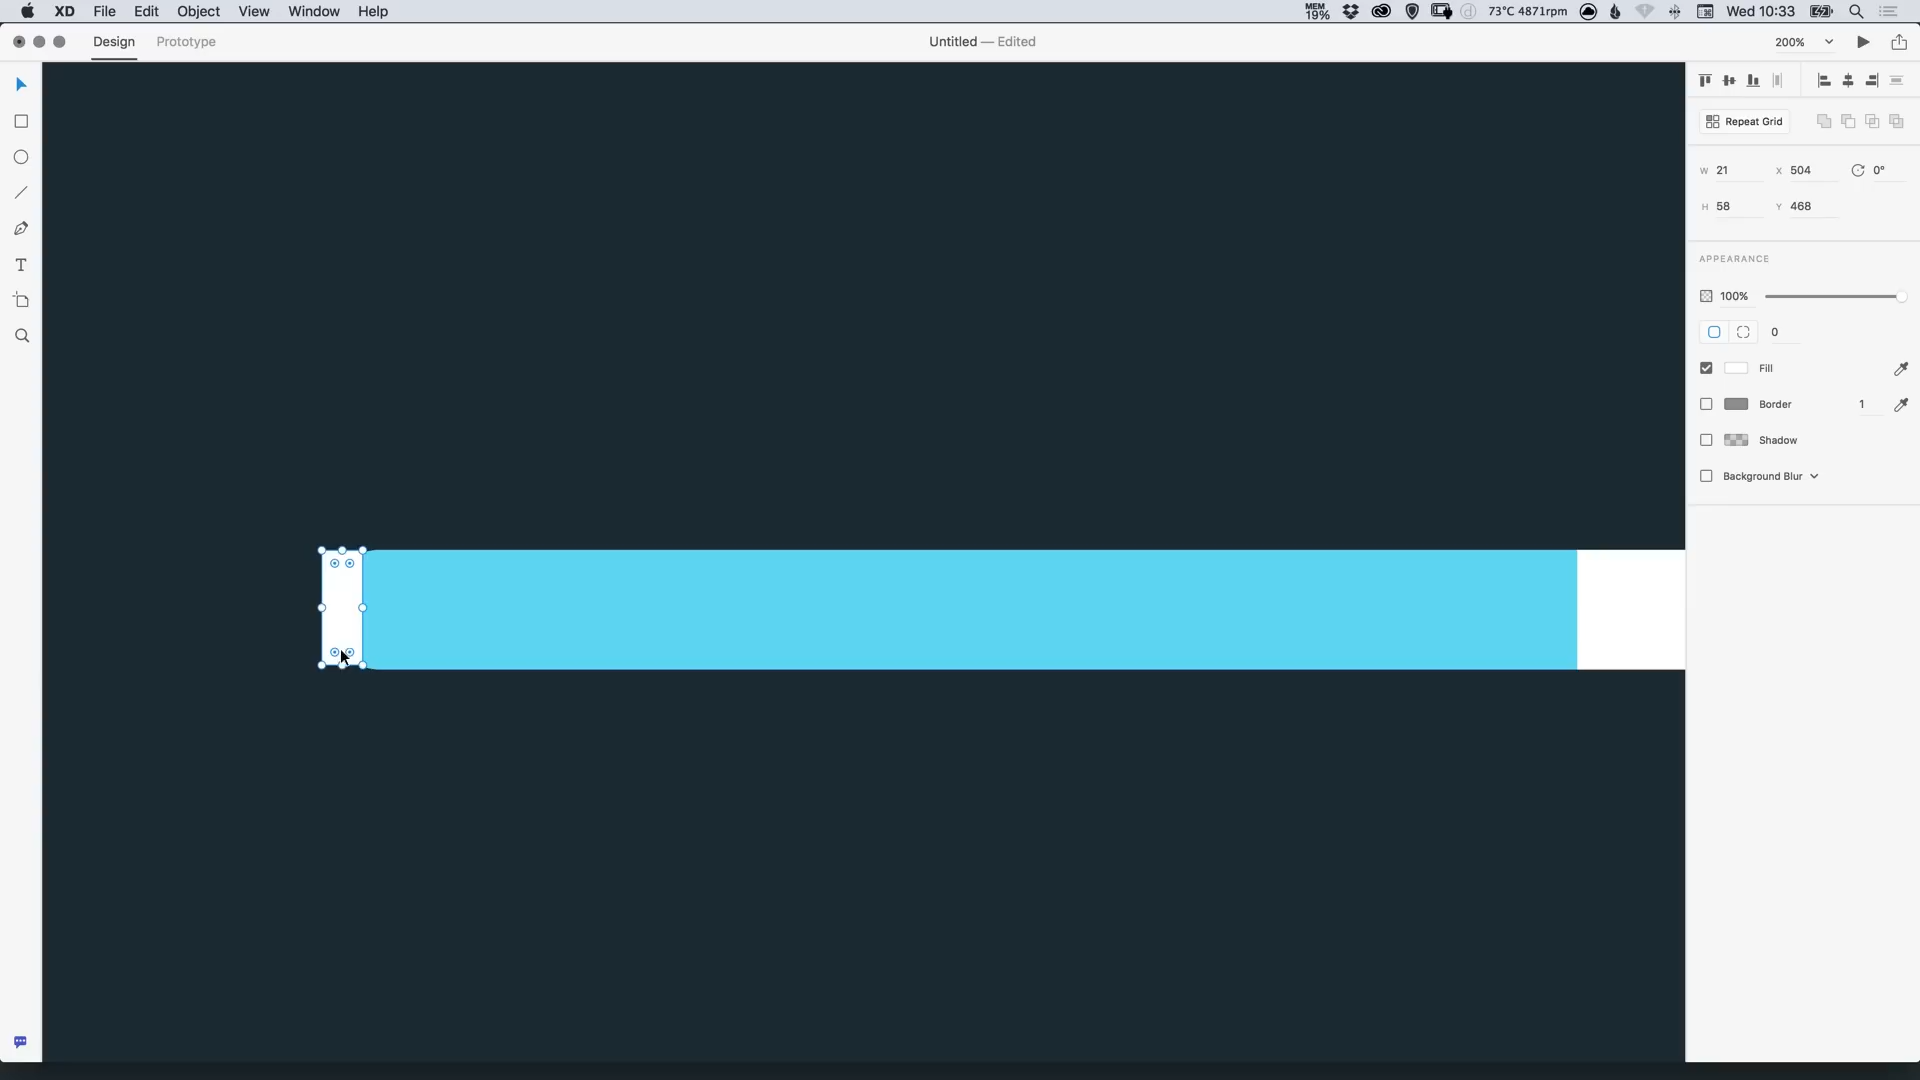 XD File Edit Object View Window Help MEM 19% 73°C 4871rpm Wed 10:33
Design Prototype Untitled — Edited 200%
Repeat Grid
W 21 X 504 0°
H 58 Y 468
APPEARANCE
100%
0
Fill
Border 1
Shadow
Background Blur
T